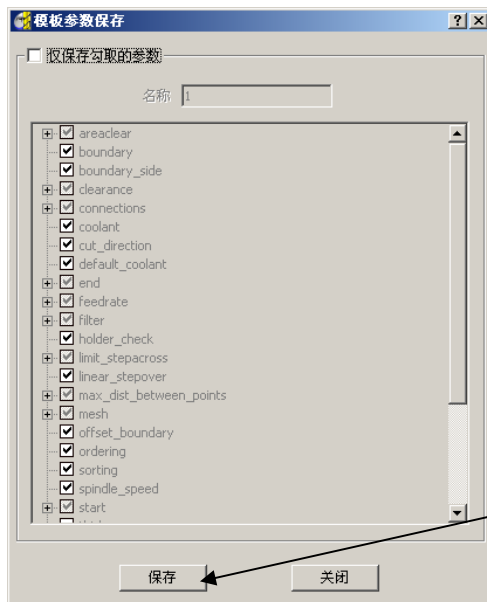 模板参数保存
仅保存勾取的参数
名称 1
areaclear
boundary
boundary_side
clearance
connections
coolant
cut_direction
default_coolant
end
feedrate
filter
holder_check
limit_stepacross
linear_stepover
max_dist_between_points
mesh
offset_boundary
ordering
sorting
spindle_speed
start
保存 关闭